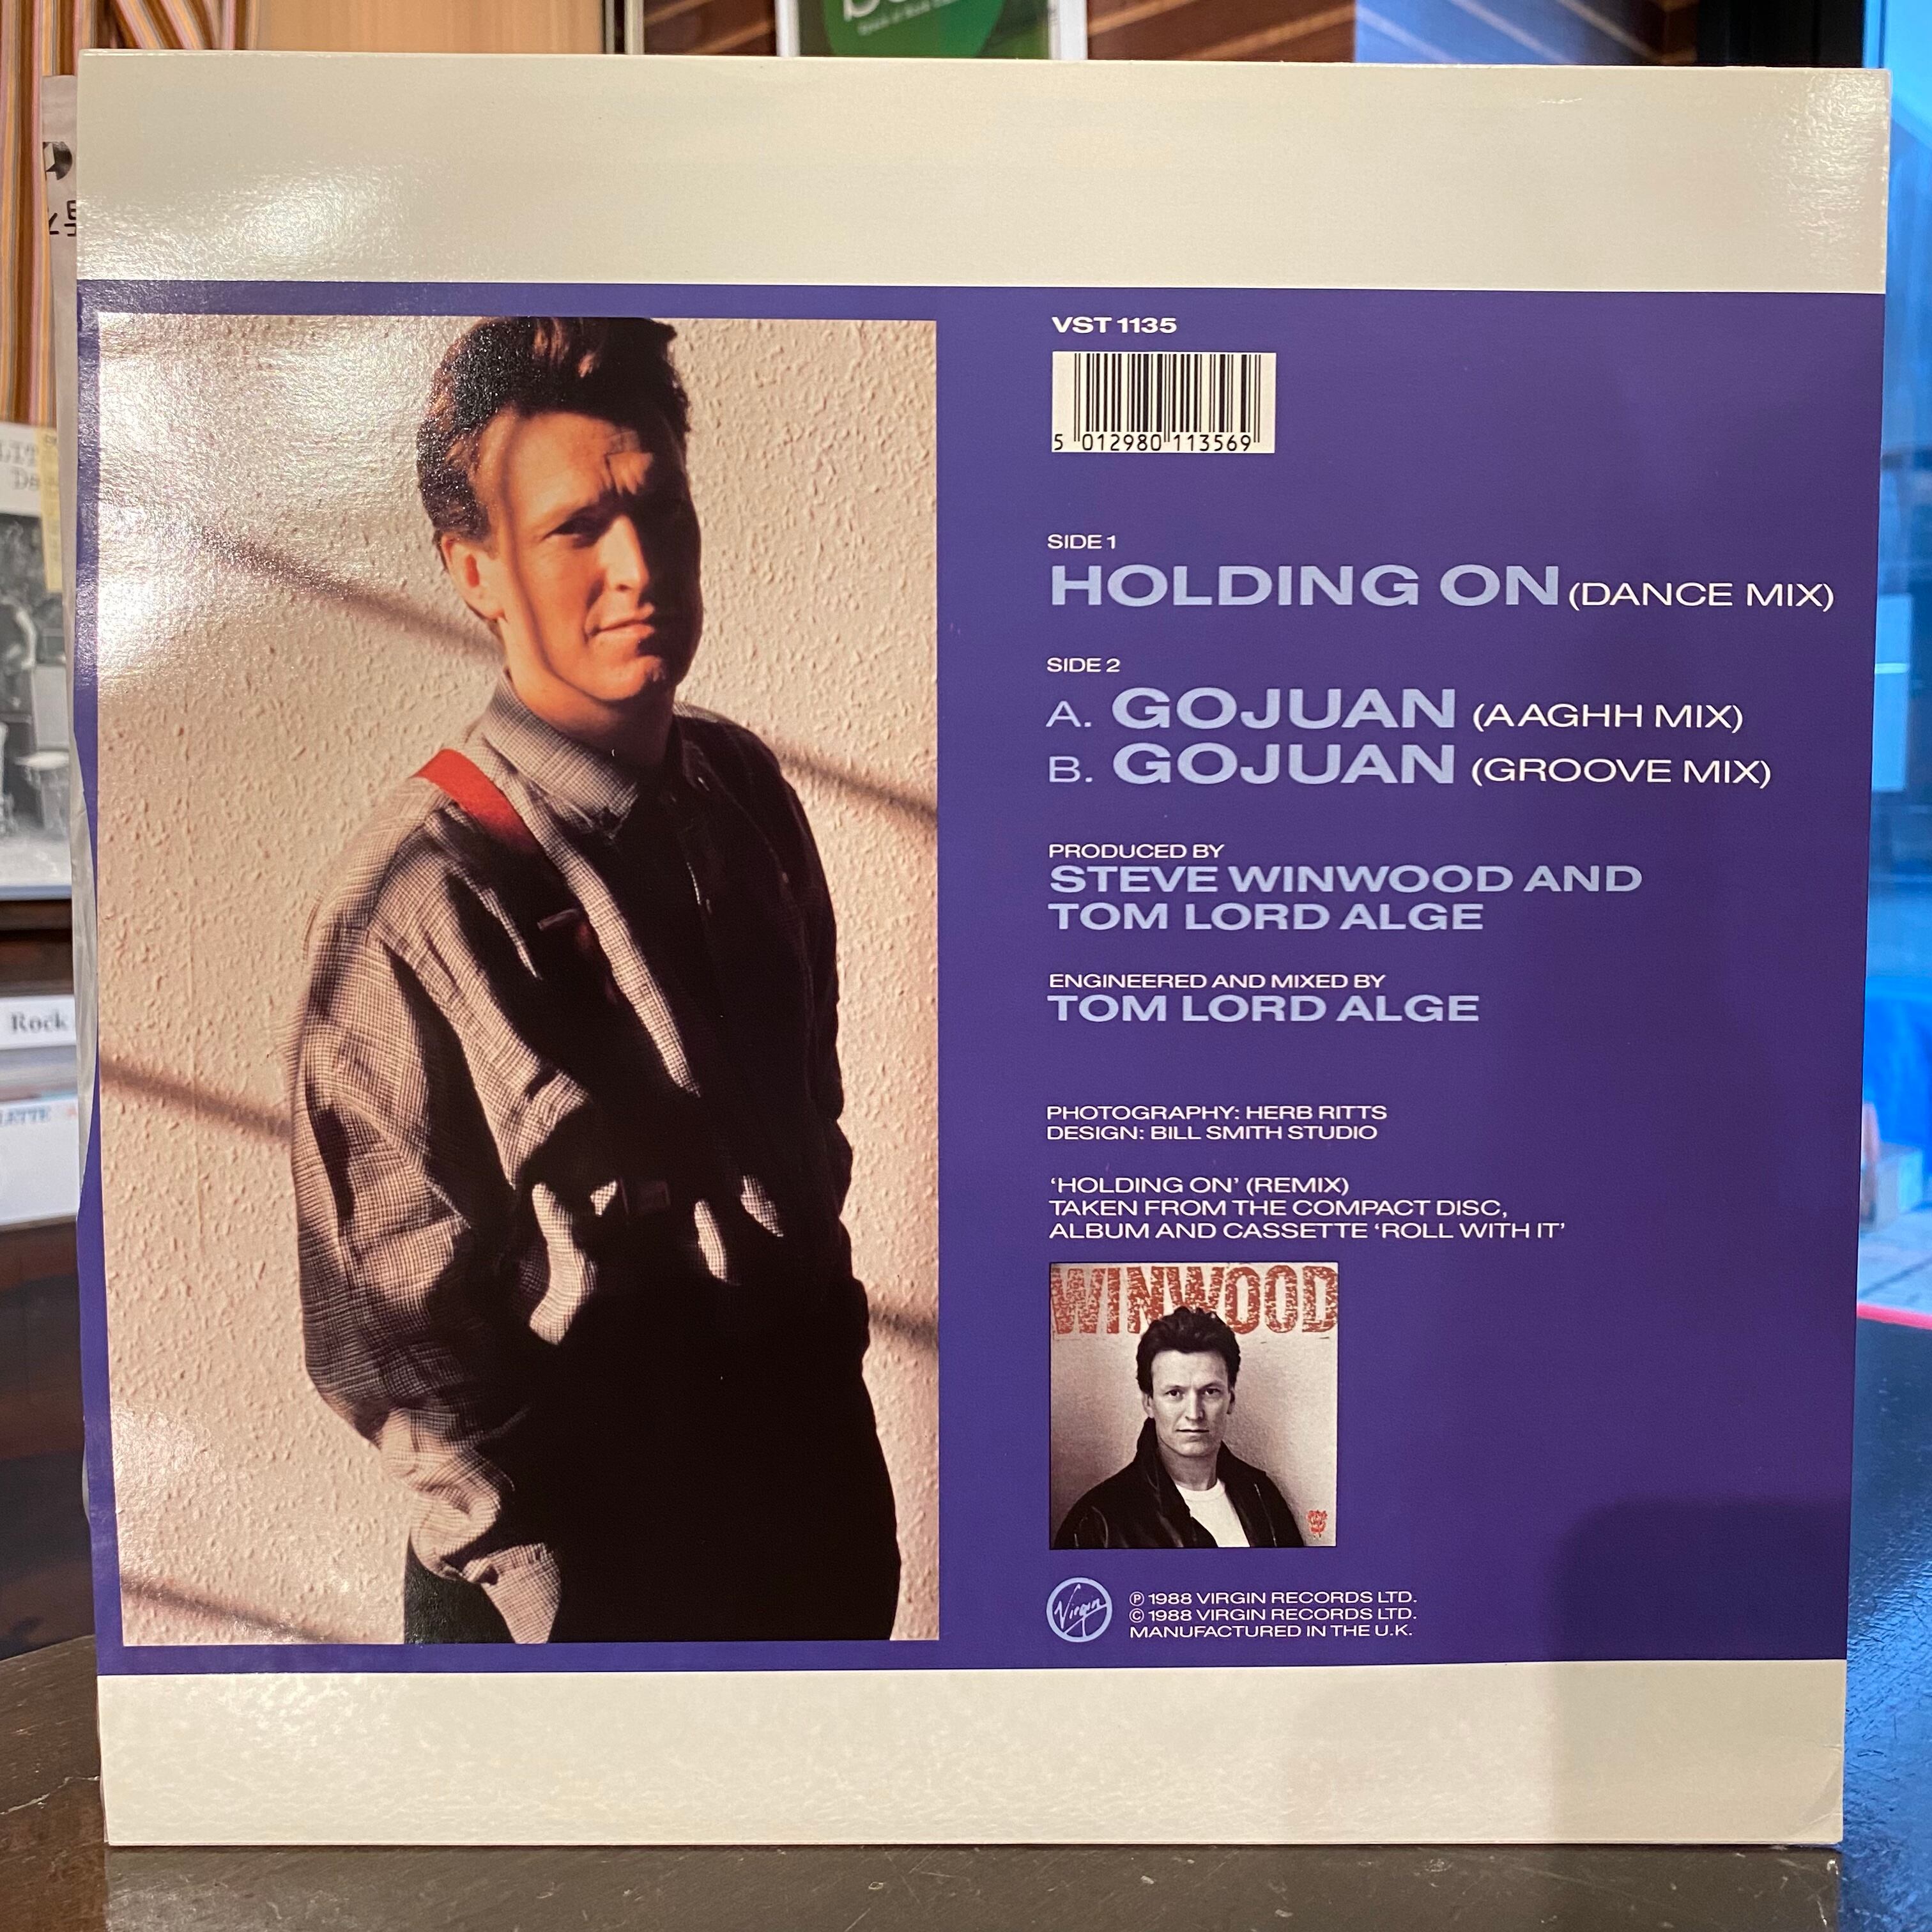 VST 1135
5 012980 113569
SIDE 1
HOLDING ON (DANCE MIX)
SIDE 2
A. GOJUAN (AAGHH MIX)
B. GOJUAN (GROOVE MIX)
PRODUCED BY
STEVE WINWOOD AND
TOM LORD ALGE
ENGINEERED AND MIXED BY
TOM LORD ALGE
PHOTOGRAPHY: HERB RITTS
DESIGN: BILL SMITH STUDIO
‘HOLDING ON’ (REMIX)
TAKEN FROM THE COMPACT DISC,
ALBUM AND CASSETTE ‘ROLL WITH IT’
WINWOOD
Virgin
℗ 1988 VIRGIN RECORDS LTD.
© 1988 VIRGIN RECORDS LTD.
MANUFACTURED IN THE U.K.
Rock